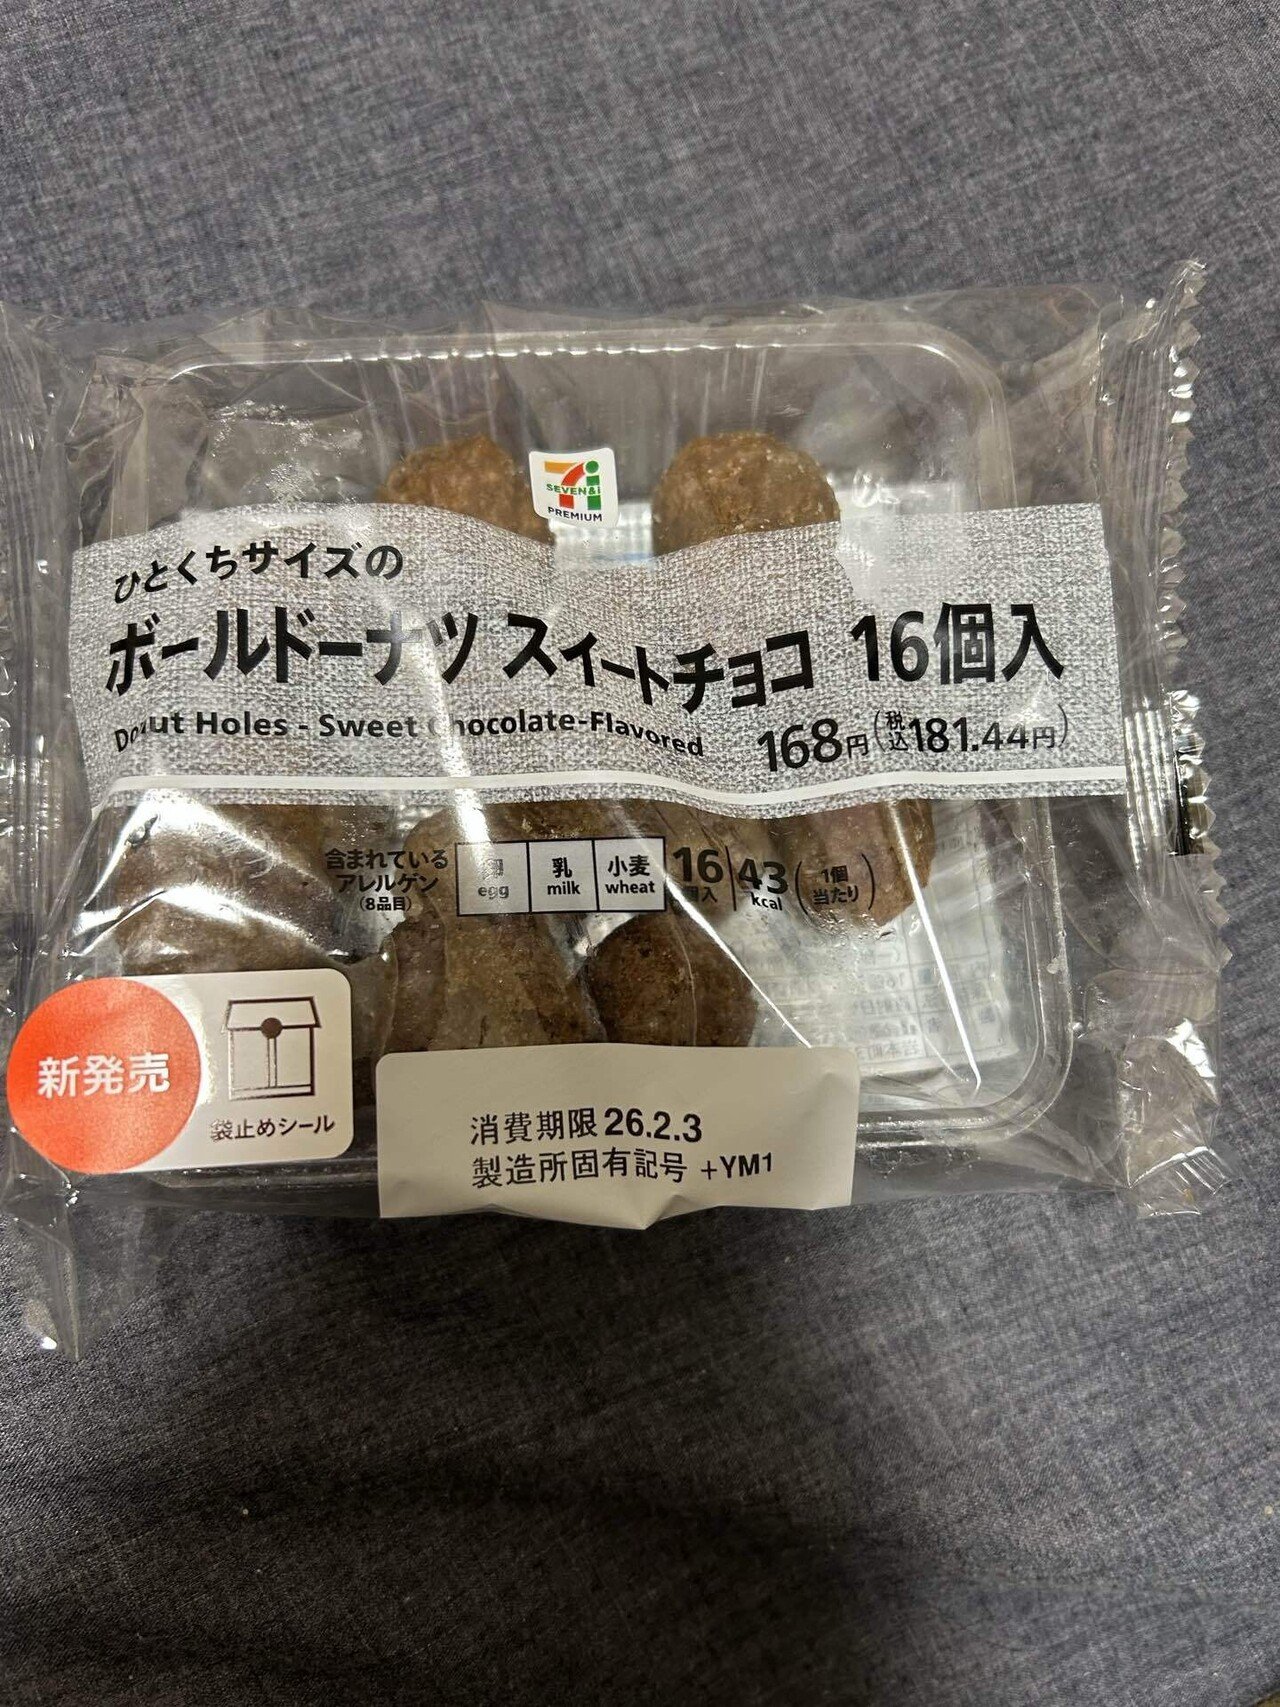 SEVEN&i
PREMIUM
ひとくちサイズの
ボールドーナツ スイートチョコ 16個入
Donut Holes - Sweet Chocolate-Flavored
168円(税込181.44円)
含まれている
アレルゲン
(8品目)
卵
egg
乳
milk
小麦
wheat
16
個入
43
kcal
(1個
当たり)
新発売
袋止めシール
消費期限 26.2.3
製造所固有記号 +YM1